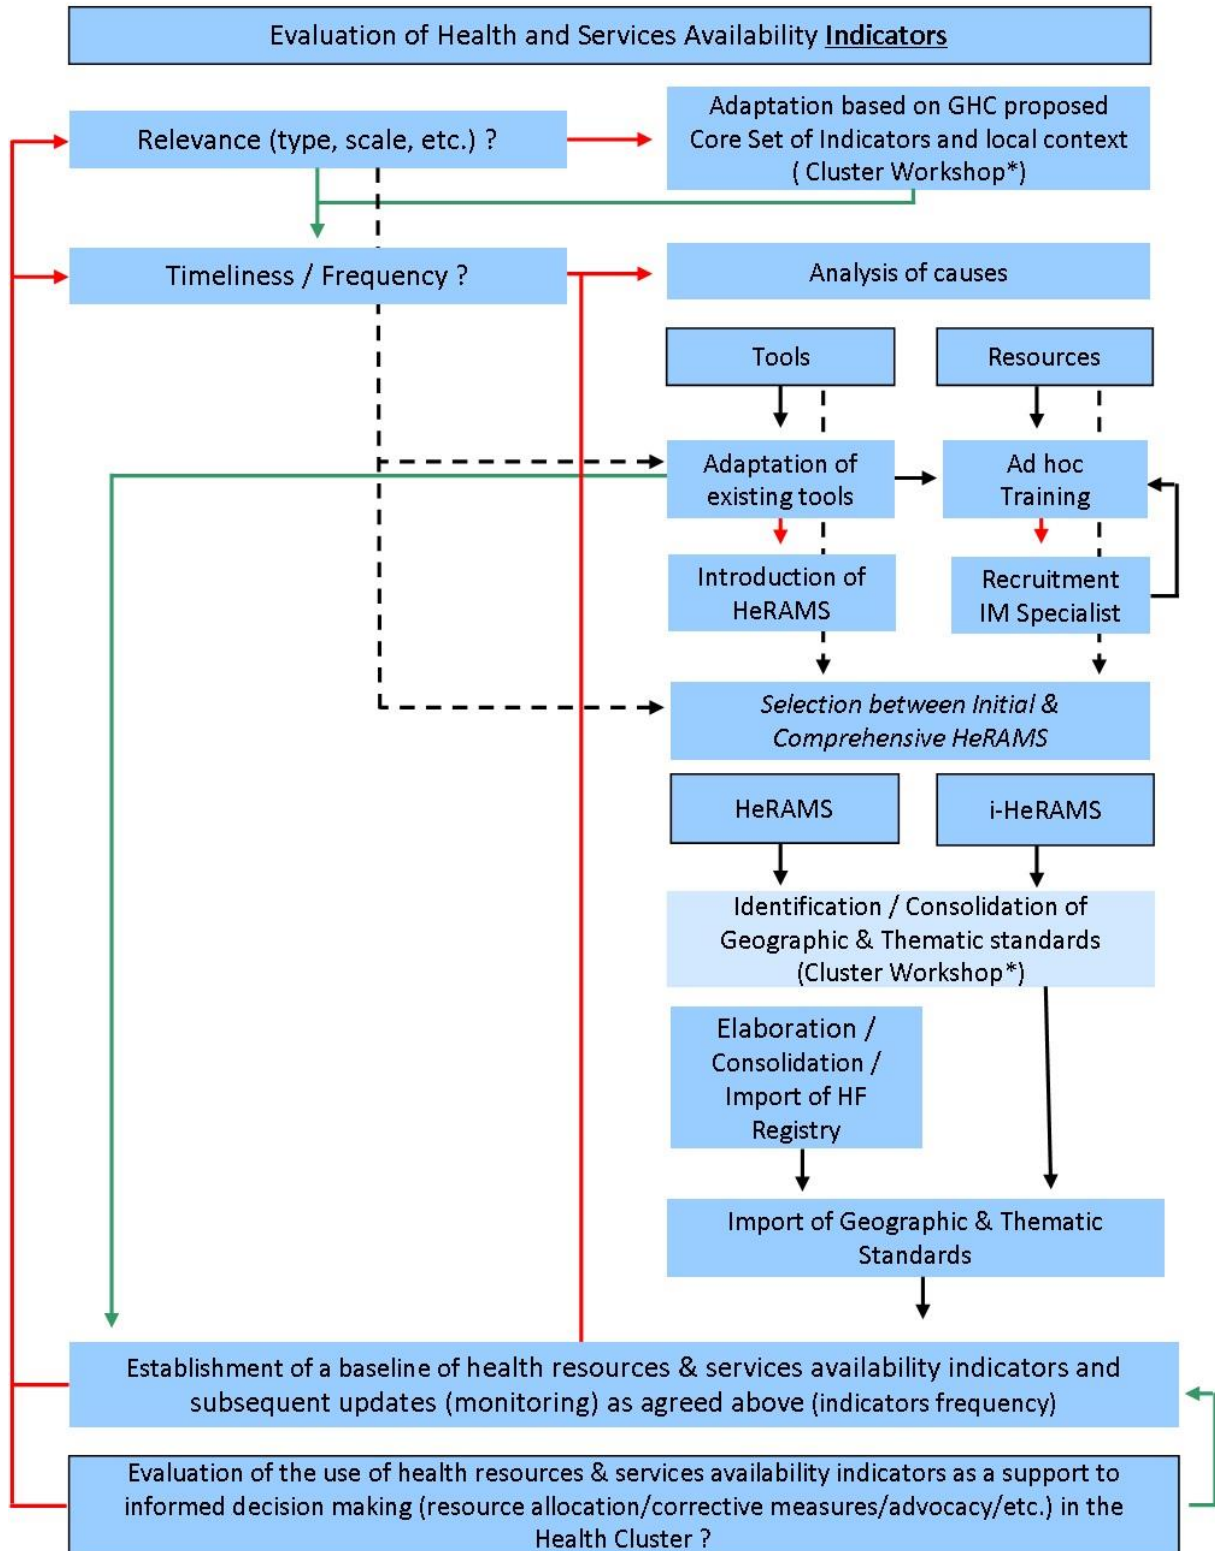 Evaluation of Health and Services Availability Indicators
Relevance (type, scale, etc.) ?
Adaptation based on GHC proposed
Core Set of Indicators and local context
( Cluster Workshop*)
Timeliness / Frequency ?
Analysis of causes
Tools
Resources
Adaptation of
existing tools
Ad hoc
Training
Introduction of
HeRAMS
Recruitment
IM Specialist
Selection between Initial &
Comprehensive HeRAMS
HeRAMS
i-HeRAMS
Identification / Consolidation of
Geographic & Thematic standards
(Cluster Workshop*)
Elaboration /
Consolidation /
Import of HF
Registry
Import of Geographic & Thematic
Standards
Establishment of a baseline of health resources & services availability indicators and
subsequent updates (monitoring) as agreed above (indicators frequency)
Evaluation of the use of health resources & services availability indicators as a support to
informed decision making (resource allocation/corrective measures/advocacy/etc.) in the
Health Cluster ?